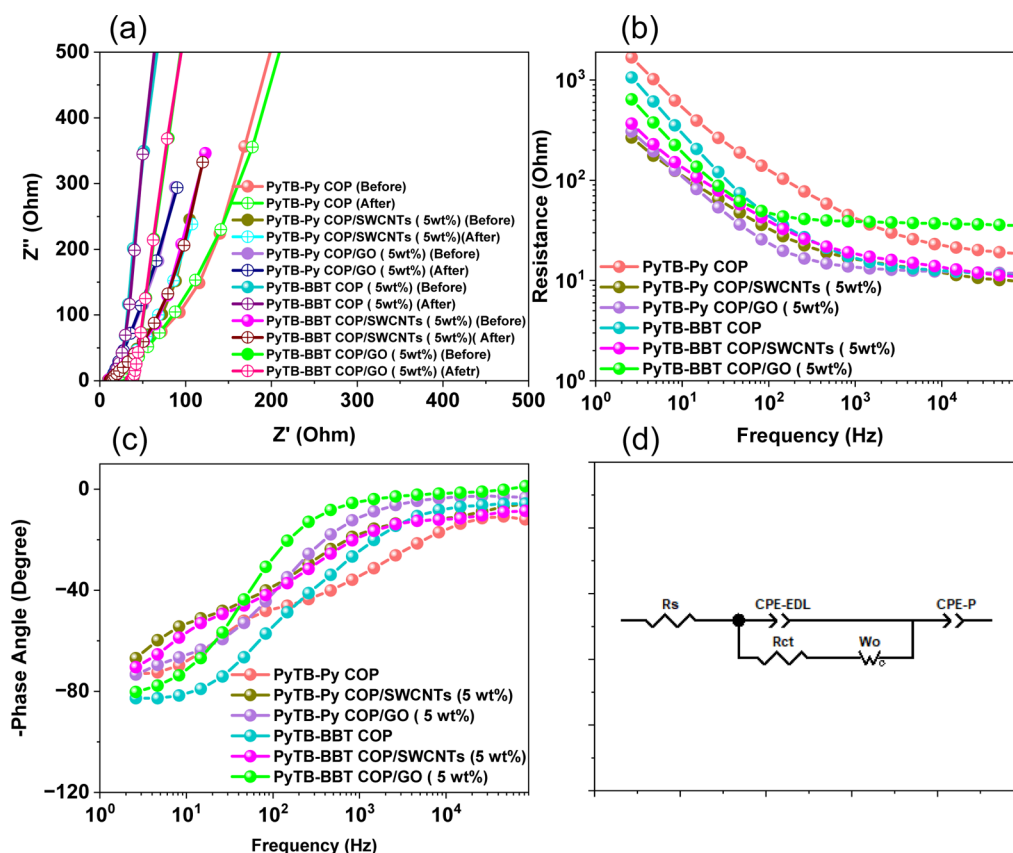 (a)
500
400
300
200
100
0
Z'' (Ohm)
0 100 200 300 400 500
Z' (Ohm)
PyTB-Py COP (Before)
PyTB-Py COP (After)
PyTB-Py COP/SWCNTs ( 5wt%) (Before)
PyTB-Py COP/SWCNTs ( 5wt%)(After)
PyTB-Py COP/GO ( 5wt%) (Before)
PyTB-Py COP/GO ( 5wt%) (After)
PyTB-BBT COP ( 5wt%) (Before)
PyTB-BBT COP ( 5wt%) (After)
PyTB-BBT COP/SWCNTs ( 5wt%) (Before)
PyTB-BBT COP/SWCNTs ( 5wt%)( After)
PyTB-BBT COP/GO ( 5wt%) (Before)
PyTB-BBT COP/GO ( 5wt%) (Afetr)
(b)
10³
10²
10¹
10⁰
Resistance (Ohm)
10⁰ 10¹ 10² 10³ 10⁴
Frequency (Hz)
PyTB-Py COP
PyTB-Py COP/SWCNTs ( 5wt%)
PyTB-Py COP/GO ( 5wt%)
PyTB-BBT COP
PyTB-BBT COP/SWCNTs ( 5wt%)
PyTB-BBT COP/GO ( 5wt%)
(c)
0
−40
−80
−120
-Phase Angle (Degree)
10⁰ 10¹ 10² 10³ 10⁴
Frequency (Hz)
PyTB-Py COP
PyTB-Py COP/SWCNTs (5 wt%)
PyTB-Py COP/GO ( 5 wt%)
PyTB-BBT COP
PyTB-BBT COP/SWCNTs (5 wt%)
PyTB-BBT COP/GO ( 5 wt%)
(d)
Rs CPE-EDL CPE-P
Rct Wo